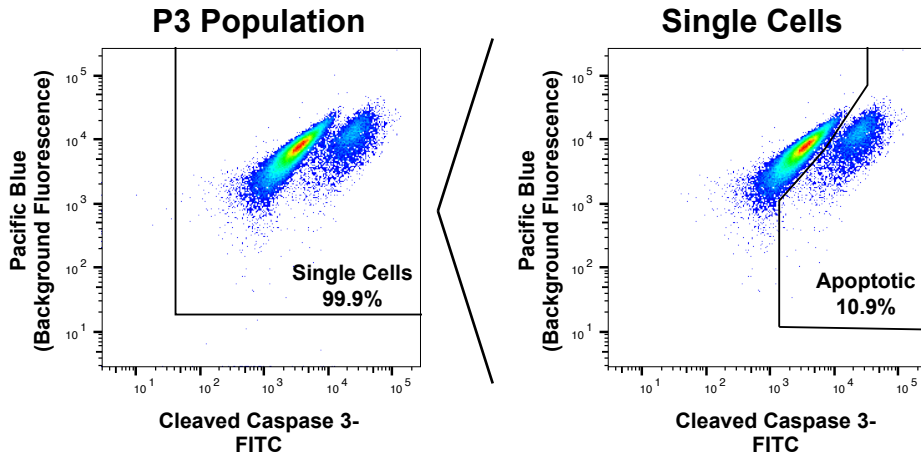 P3 Population
Pacific Blue
(Background Fluorescence)
10^5
10^4
10^3
10^2
10^1
Single Cells
99.9%
10^1
10^2
10^3
10^4
10^5
Cleaved Caspase 3-
FITC
Single Cells
Pacific Blue
(Background Fluorescence)
10^5
10^4
10^3
10^2
10^1
Apoptotic
10.9%
10^1
10^2
10^3
10^4
10^5
Cleaved Caspase 3-
FITC